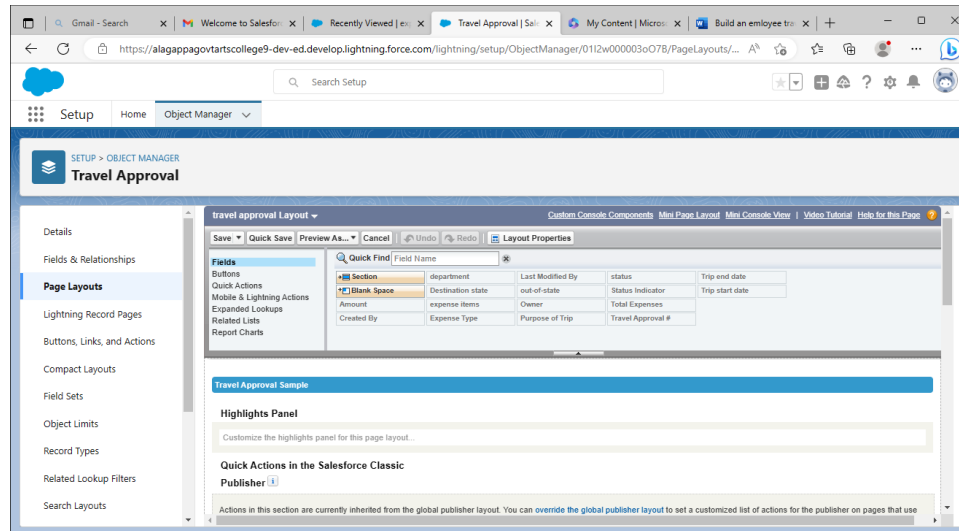 Gmail - Search
Welcome to Salesfor
Recently Viewed | ex
Travel Approval | Sale
My Content | Micros
Build an emloyee tra
https://alagappagovtartscollege9-dev-ed.develop.lightning.force.com/lightning/setup/ObjectManager/01I2w000003oO7B/PageLayouts/...
Search Setup
Setup
Home
Object Manager
SETUP > OBJECT MANAGER
Travel Approval
Details
Fields & Relationships
Page Layouts
Lightning Record Pages
Buttons, Links, and Actions
Compact Layouts
Field Sets
Object Limits
Record Types
Related Lookup Filters
Search Layouts
travel approval Layout
Custom Console Components Mini Page Layout Mini Console View | Video Tutorial Help for this Page
Save Quick Save Preview As... Cancel Undo Redo Layout Properties
Fields
Buttons
Quick Actions
Mobile & Lightning Actions
Expanded Lookups
Related Lists
Report Charts
Quick Find Field Name
Section department Last Modified By status Trip end date
Blank Space Destination state out-of-state Status Indicator Trip start date
Amount expense items Owner Total Expenses
Created By Expense Type Purpose of Trip Travel Approval #
Travel Approval Sample
Highlights Panel
Customize the highlights panel for this page layout...
Quick Actions in the Salesforce Classic
Publisher
Actions in this section are currently inherited from the global publisher layout. You can override the global publisher layout to set a customized list of actions for the publisher on pages that use